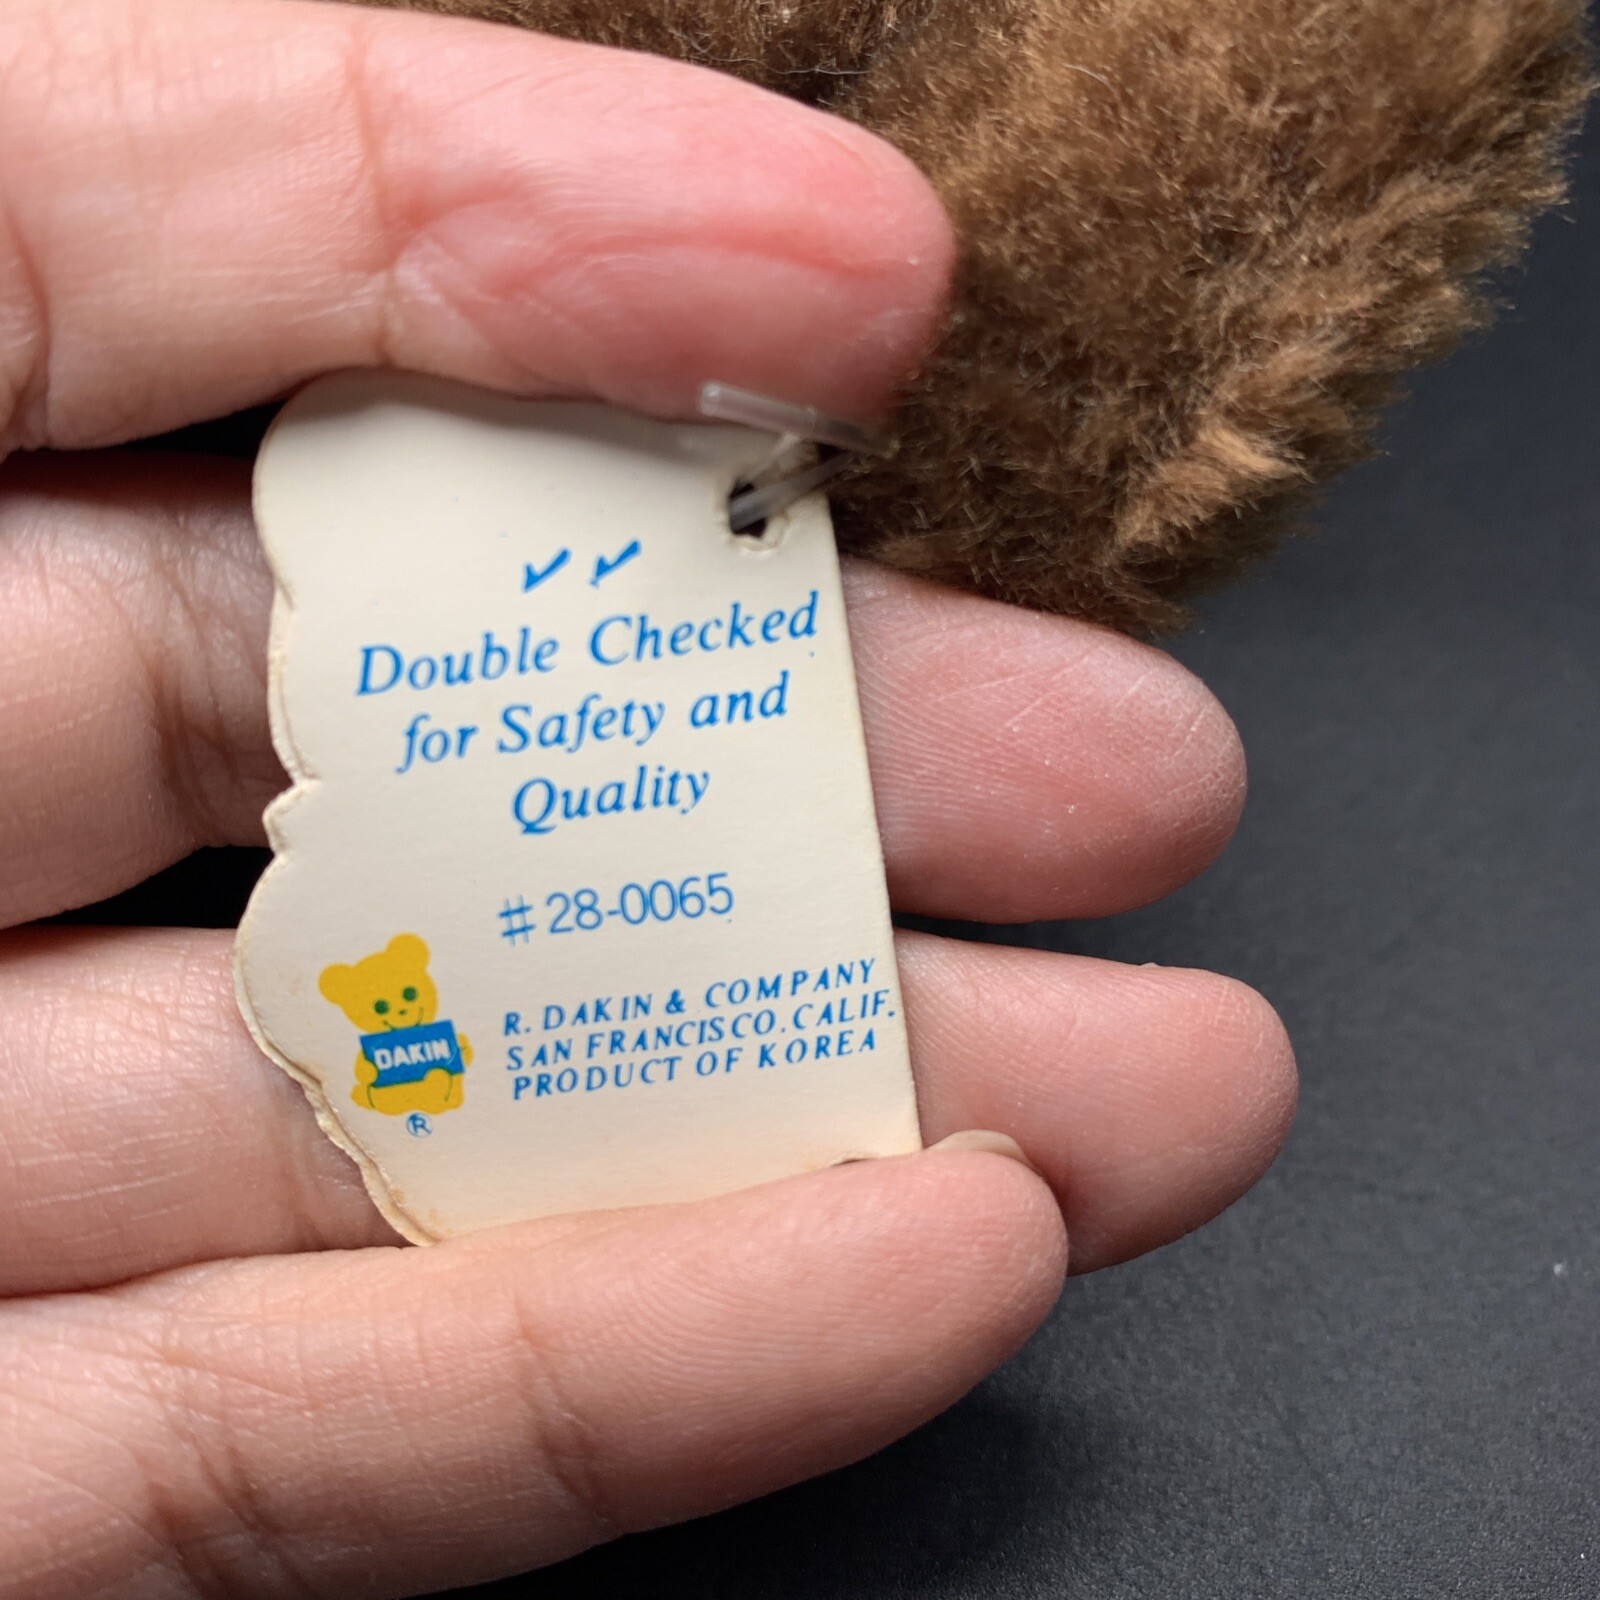 Double Checked
for Safety and
Quality
#28-0065
DAKIN
®
R. DAKIN & COMPANY
SAN FRANCISCO. CALIF.
PRODUCT OF KOREA